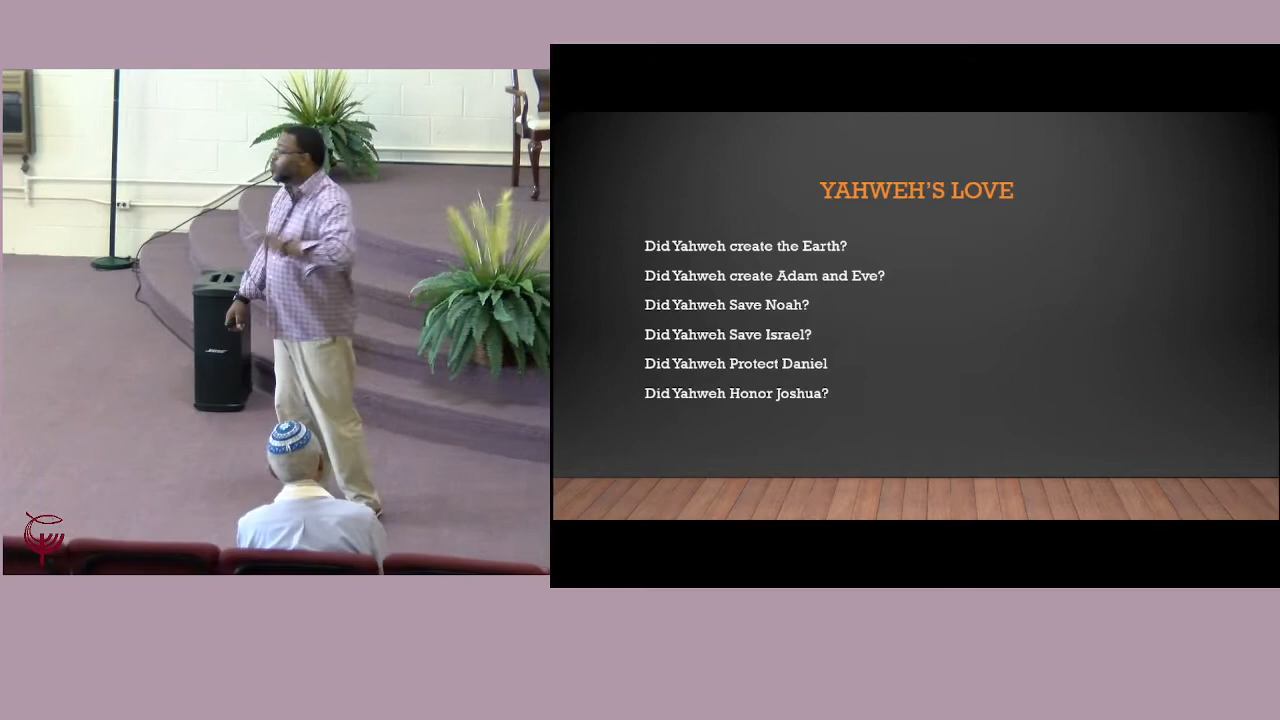 YAHWEH'S LOVE
Did Yahweh create the Earth?
Did Yahweh create Adam and Eve?
Did Yahweh Save Noah?
Did Yahweh Save Israel?
Did Yahweh Protect Daniel
Did Yahweh Honor Joshua?
BOSE